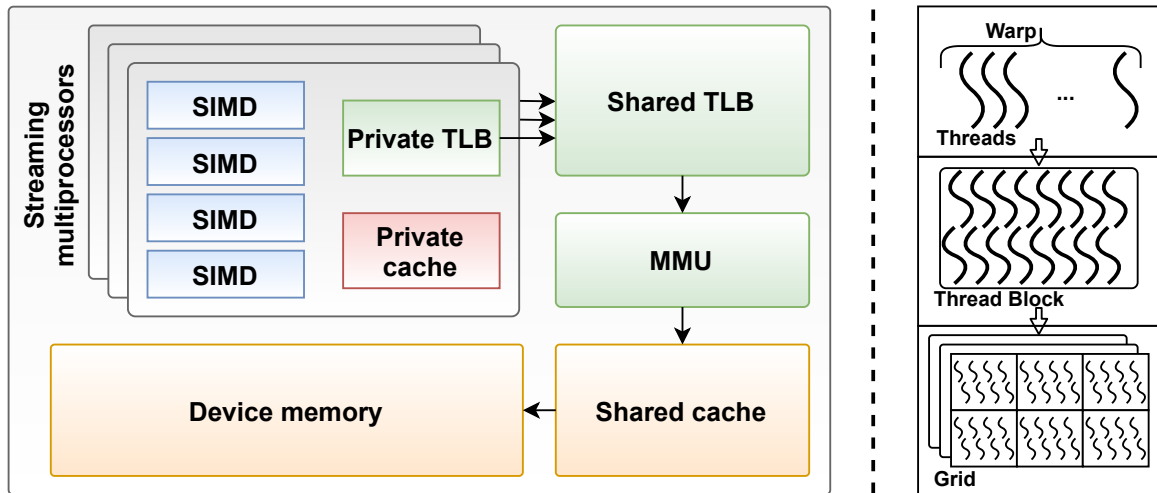 Streaming
multiprocessors
SIMD
SIMD
SIMD
SIMD
Private TLB
Private
cache
Shared TLB
MMU
Device memory
Shared cache
Warp
...
Threads
Thread Block
Grid